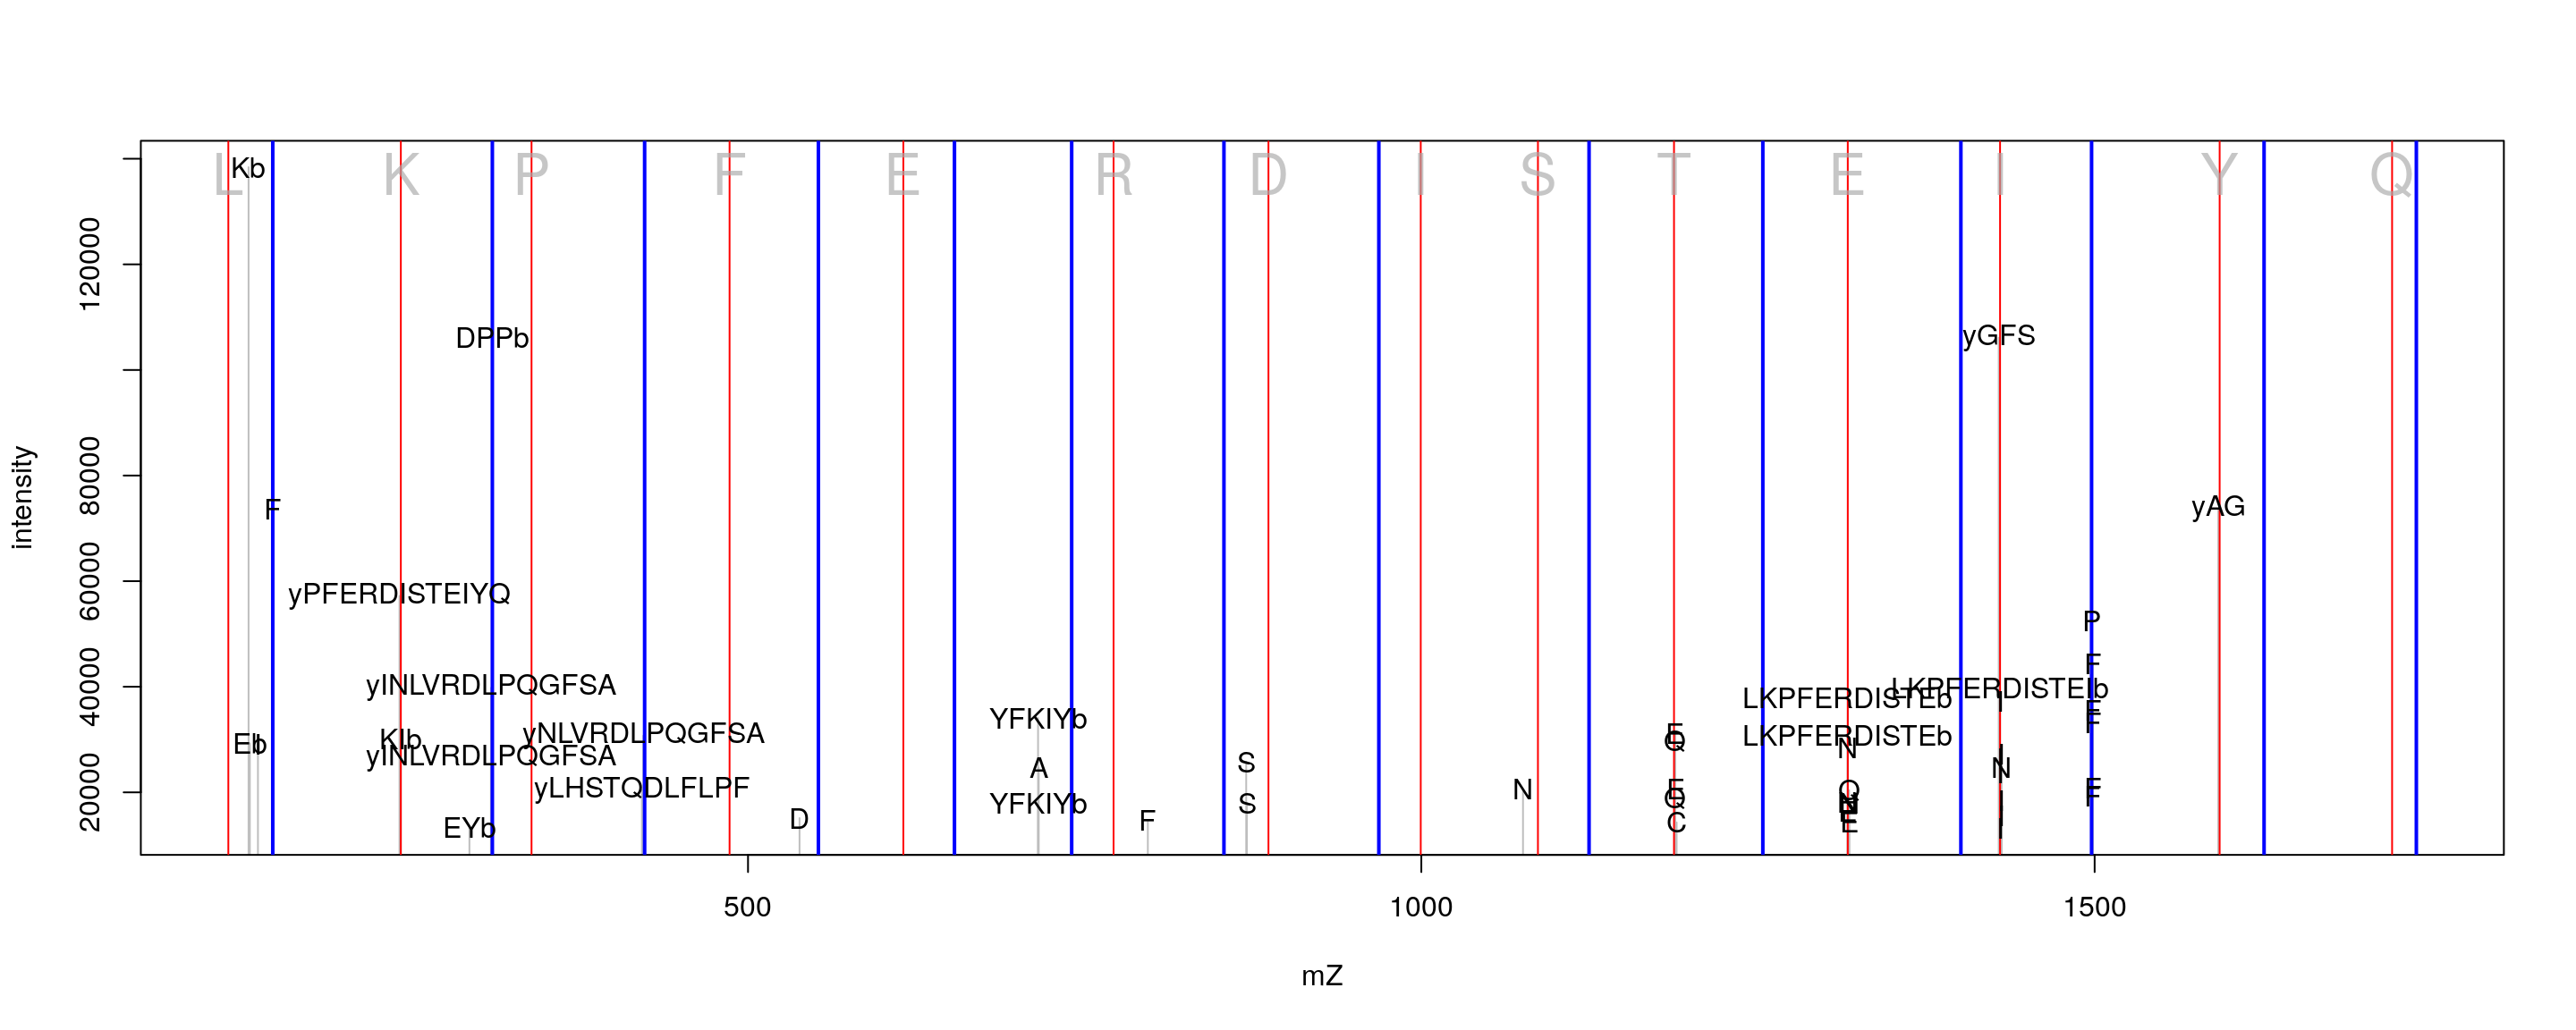 L K P F E R D I S T E I Y Q
Kb
DPPb
yGFS
F
yAG
yPFERDISTEIYQ
P
F
yINLVRDLPQGFSA
LKPFERDISTEIb
LKPFERDISTEb
I
YFKIYb
F
F
Eb
KIb
yNLVRDLPQGFSA
E
Q
LKPFERDISTEb
N
yINLVRDLPQGFSA
A
S
N
yLHSTQDLFLPF
N
E
Q
Q
F
F
YFKIYb
S
EYb
D
F
C
E
20000 40000 60000 80000 120000
intensity
500 1000 1500
mZ